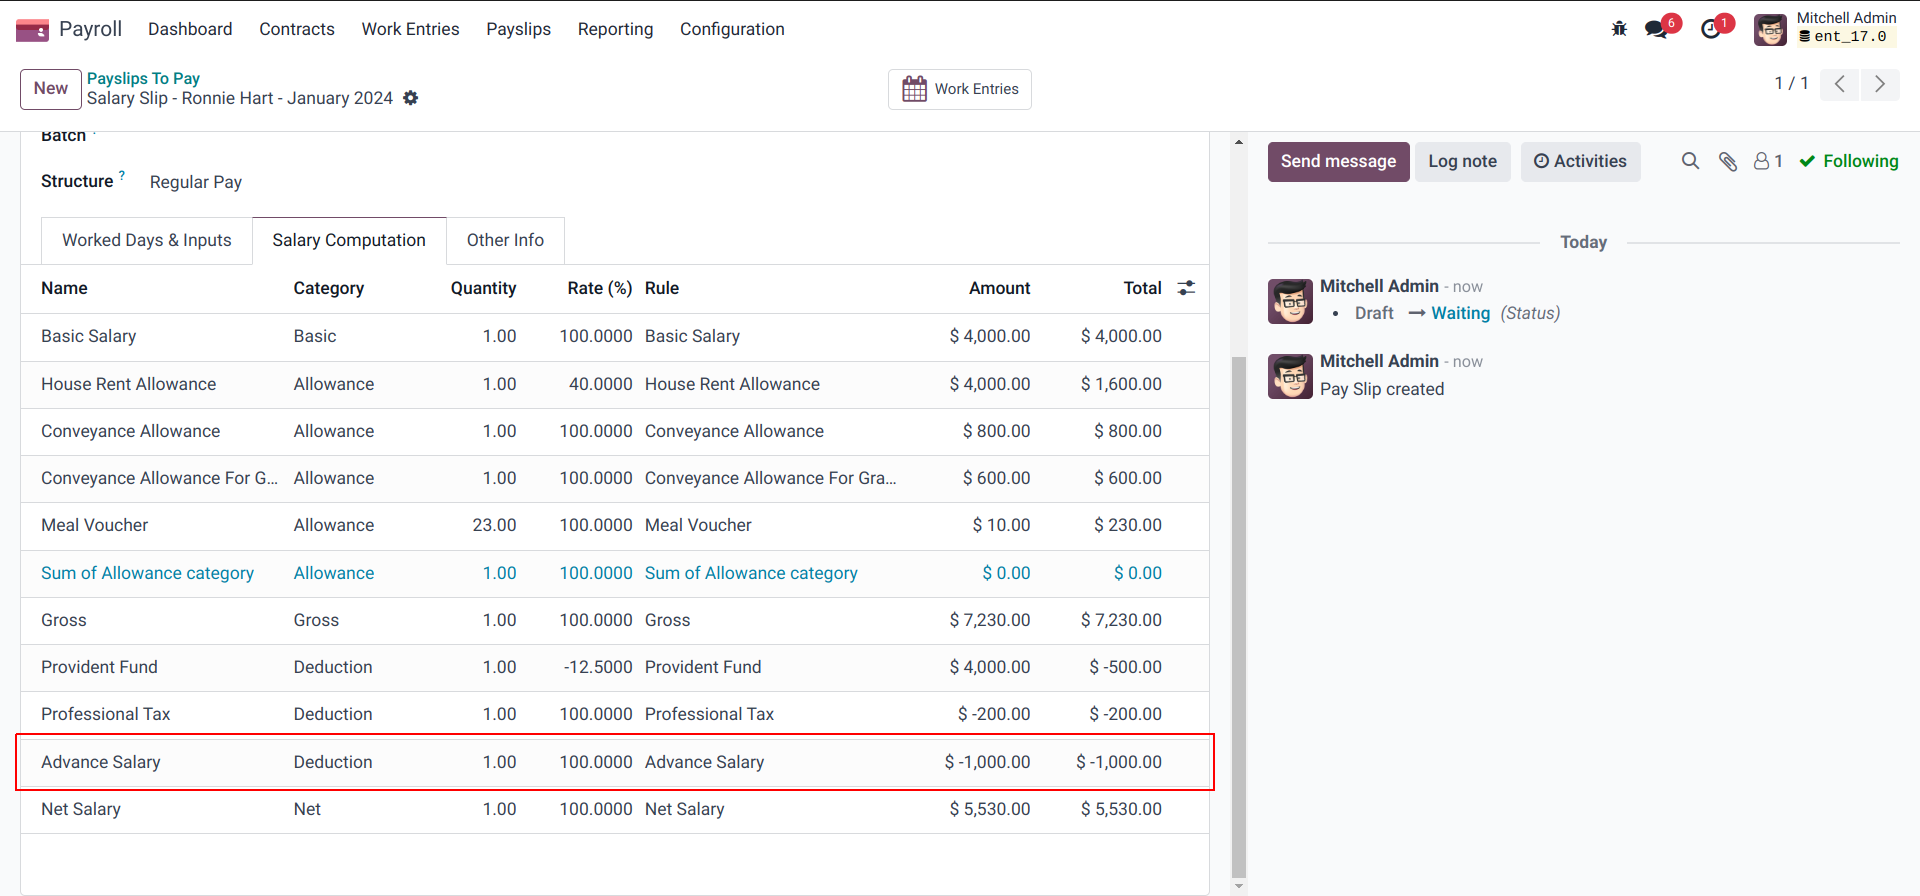 Payroll Dashboard Contracts Work Entries Payslips Reporting Configuration 6 1 Mitchell Admin
ent_17.0
New Payslips To Pay
Salary Slip - Ronnie Hart - January 2024
Work Entries
1 / 1
Batch ?
Structure ? Regular Pay
Worked Days & Inputs Salary Computation Other Info
Name Category Quantity Rate (%) Rule Amount Total
Basic Salary Basic 1.00 100.0000 Basic Salary $ 4,000.00 $ 4,000.00
House Rent Allowance Allowance 1.00 40.0000 House Rent Allowance $ 4,000.00 $ 1,600.00
Conveyance Allowance Allowance 1.00 100.0000 Conveyance Allowance $ 800.00 $ 800.00
Conveyance Allowance For G... Allowance 1.00 100.0000 Conveyance Allowance For Gra... $ 600.00 $ 600.00
Meal Voucher Allowance 23.00 100.0000 Meal Voucher $ 10.00 $ 230.00
Sum of Allowance category Allowance 1.00 100.0000 Sum of Allowance category $ 0.00 $ 0.00
Gross Gross 1.00 100.0000 Gross $ 7,230.00 $ 7,230.00
Provident Fund Deduction 1.00 -12.5000 Provident Fund $ 4,000.00 $ -500.00
Professional Tax Deduction 1.00 100.0000 Professional Tax $ -200.00 $ -200.00
Advance Salary Deduction 1.00 100.0000 Advance Salary $ -1,000.00 $ -1,000.00
Net Salary Net 1.00 100.0000 Net Salary $ 5,530.00 $ 5,530.00
Send message Log note Activities 1 Following
Today
Mitchell Admin - now
• Draft → Waiting (Status)
Mitchell Admin - now
Pay Slip created